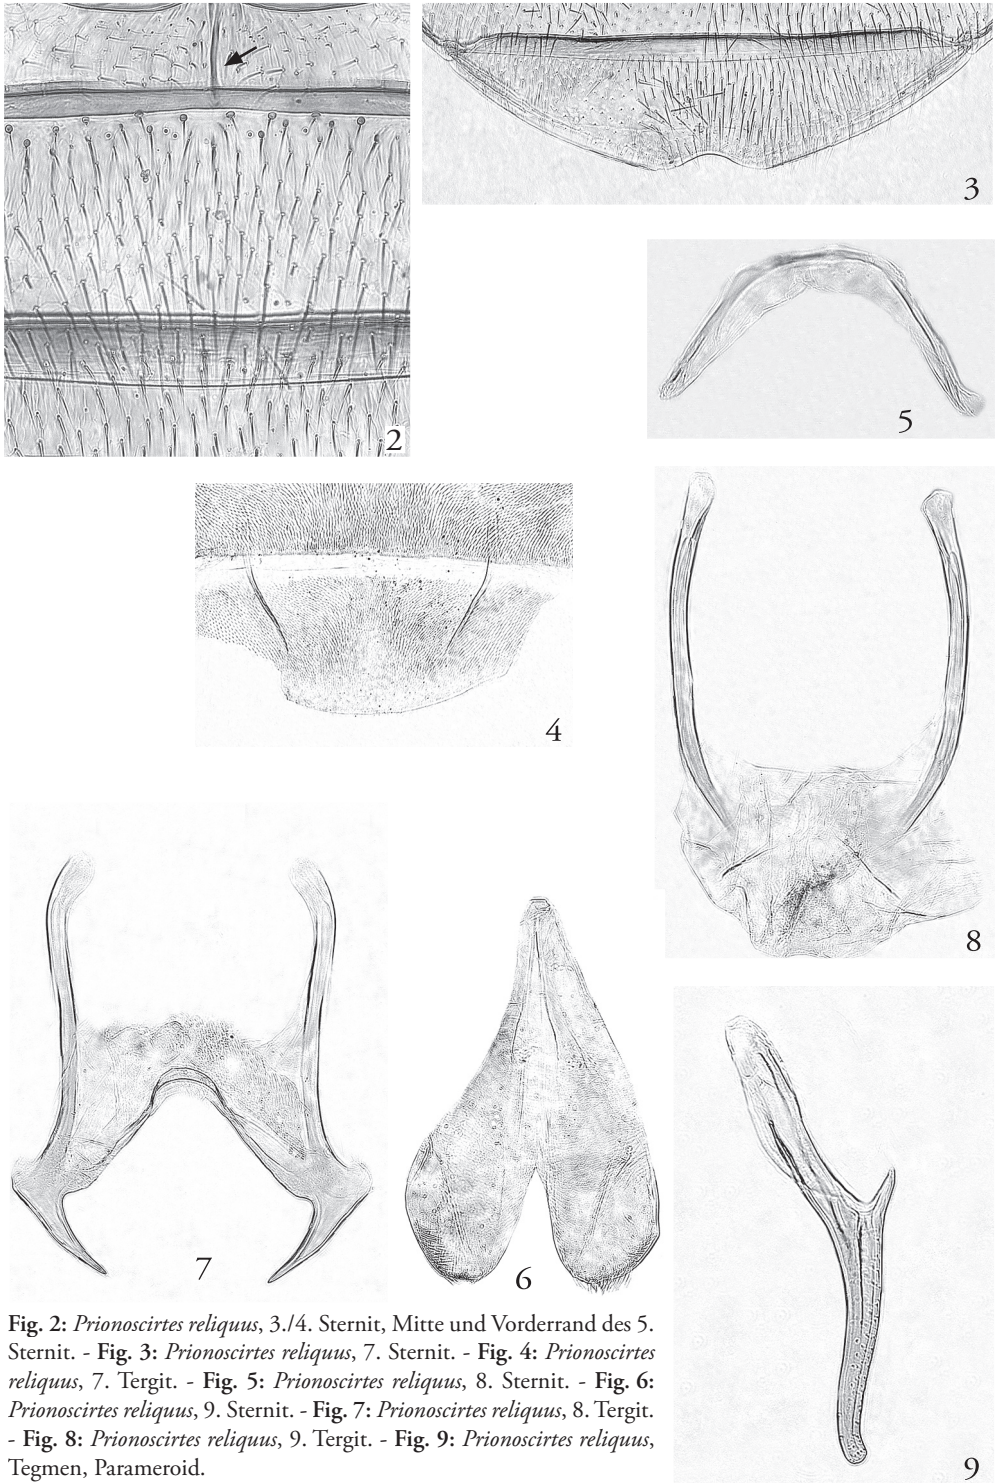 2
3
5
4
8
7
6
9
Fig. 2: Prionoscirtes reliquus, 3./4. Sternit, Mitte und Vorderrand des 5.
Sternit. - Fig. 3: Prionoscirtes reliquus, 7. Sternit. - Fig. 4: Prionoscirtes
reliquus, 7. Tergit. - Fig. 5: Prionoscirtes reliquus, 8. Sternit. - Fig. 6:
Prionoscirtes reliquus, 9. Sternit. - Fig. 7: Prionoscirtes reliquus, 8. Tergit.
- Fig. 8: Prionoscirtes reliquus, 9. Tergit. - Fig. 9: Prionoscirtes reliquus,
Tegmen, Parameroid.